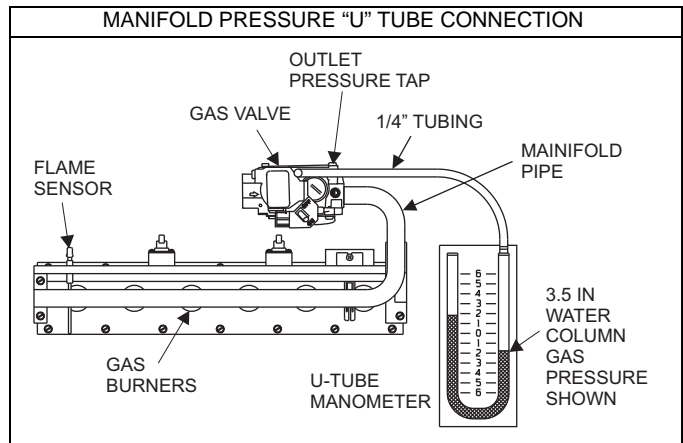 MANIFOLD PRESSURE “U” TUBE CONNECTION
OUTLET
PRESSURE TAP
GAS VALVE
1/4” TUBING
MAINIFOLD
PIPE
FLAME
SENSOR
6
5
4
3
2
1
0
1
2
3
4
5
6
3.5 IN
WATER
COLUMN
GAS
PRESSURE
SHOWN
GAS
BURNERS
U-TUBE
MANOMETER